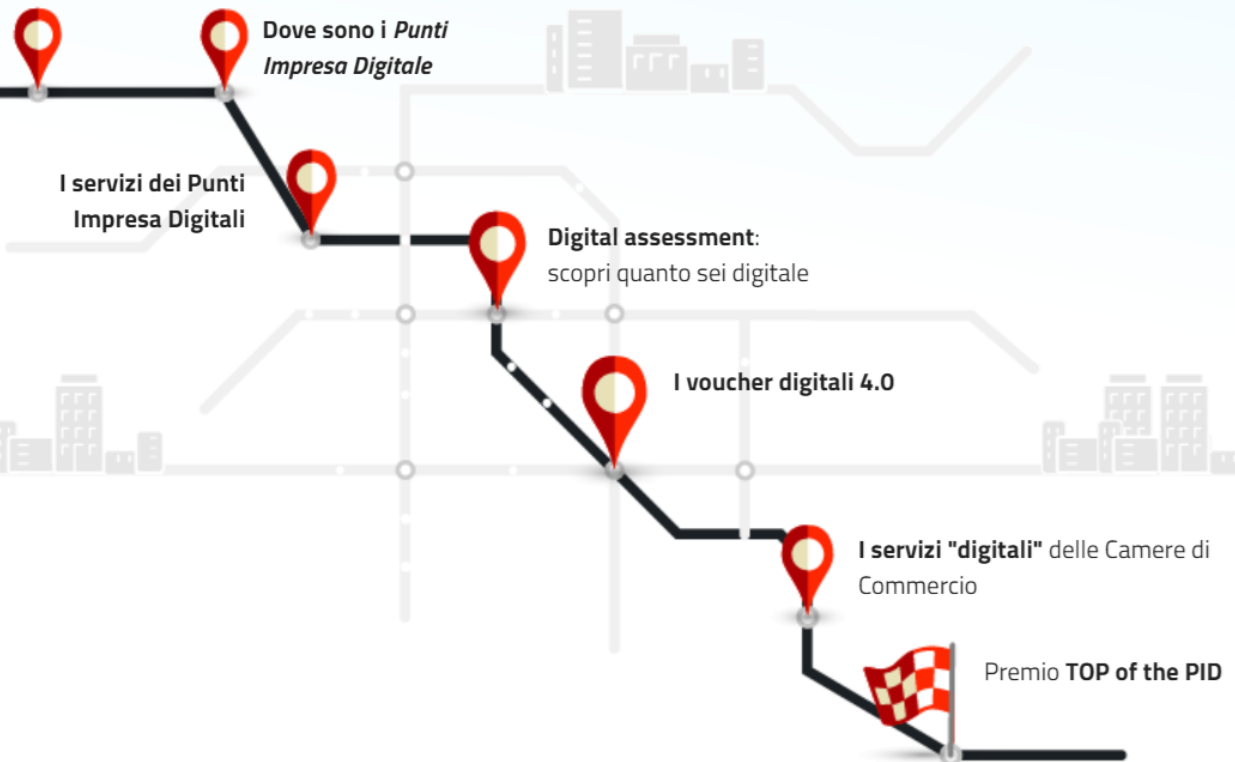 Dove sono i Punti
Impresa Digitale
I servizi dei Punti
Impresa Digitali
Digital assessment:
scopri quanto sei digitale
I voucher digitali 4.0
I servizi "digitali" delle Camere di
Commercio
Premio TOP of the PID